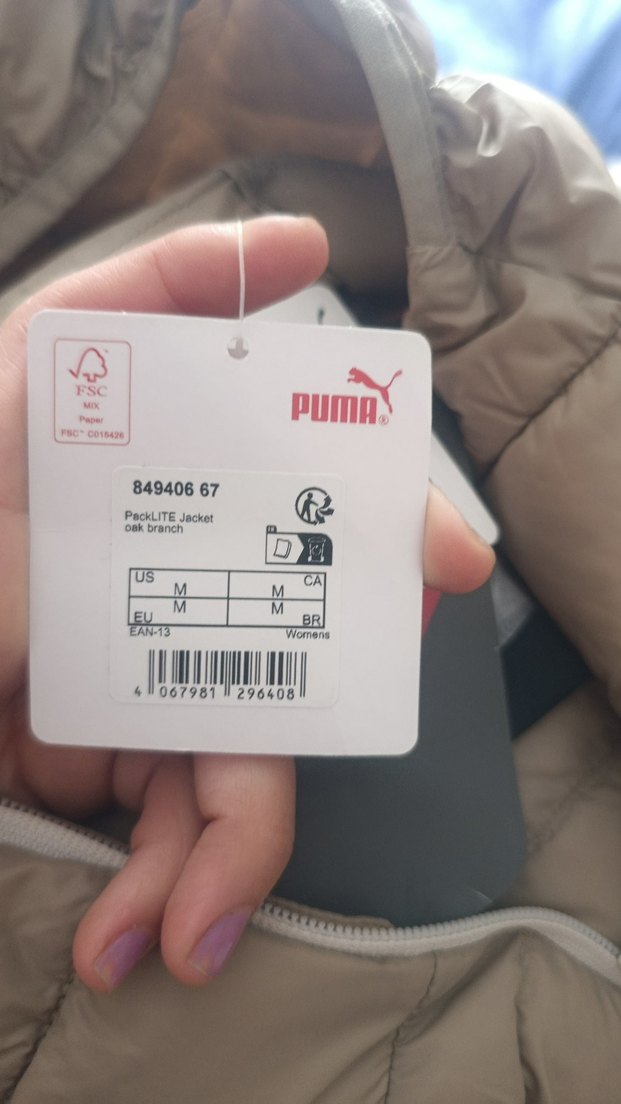 FSC
MIX
Paper
FSC™ C015426
PUMA®
849406 67
PackLITE Jacket
oak branch
FR
US M M CA
EU M M BR
EAN-13 Womens
4 067981 296408